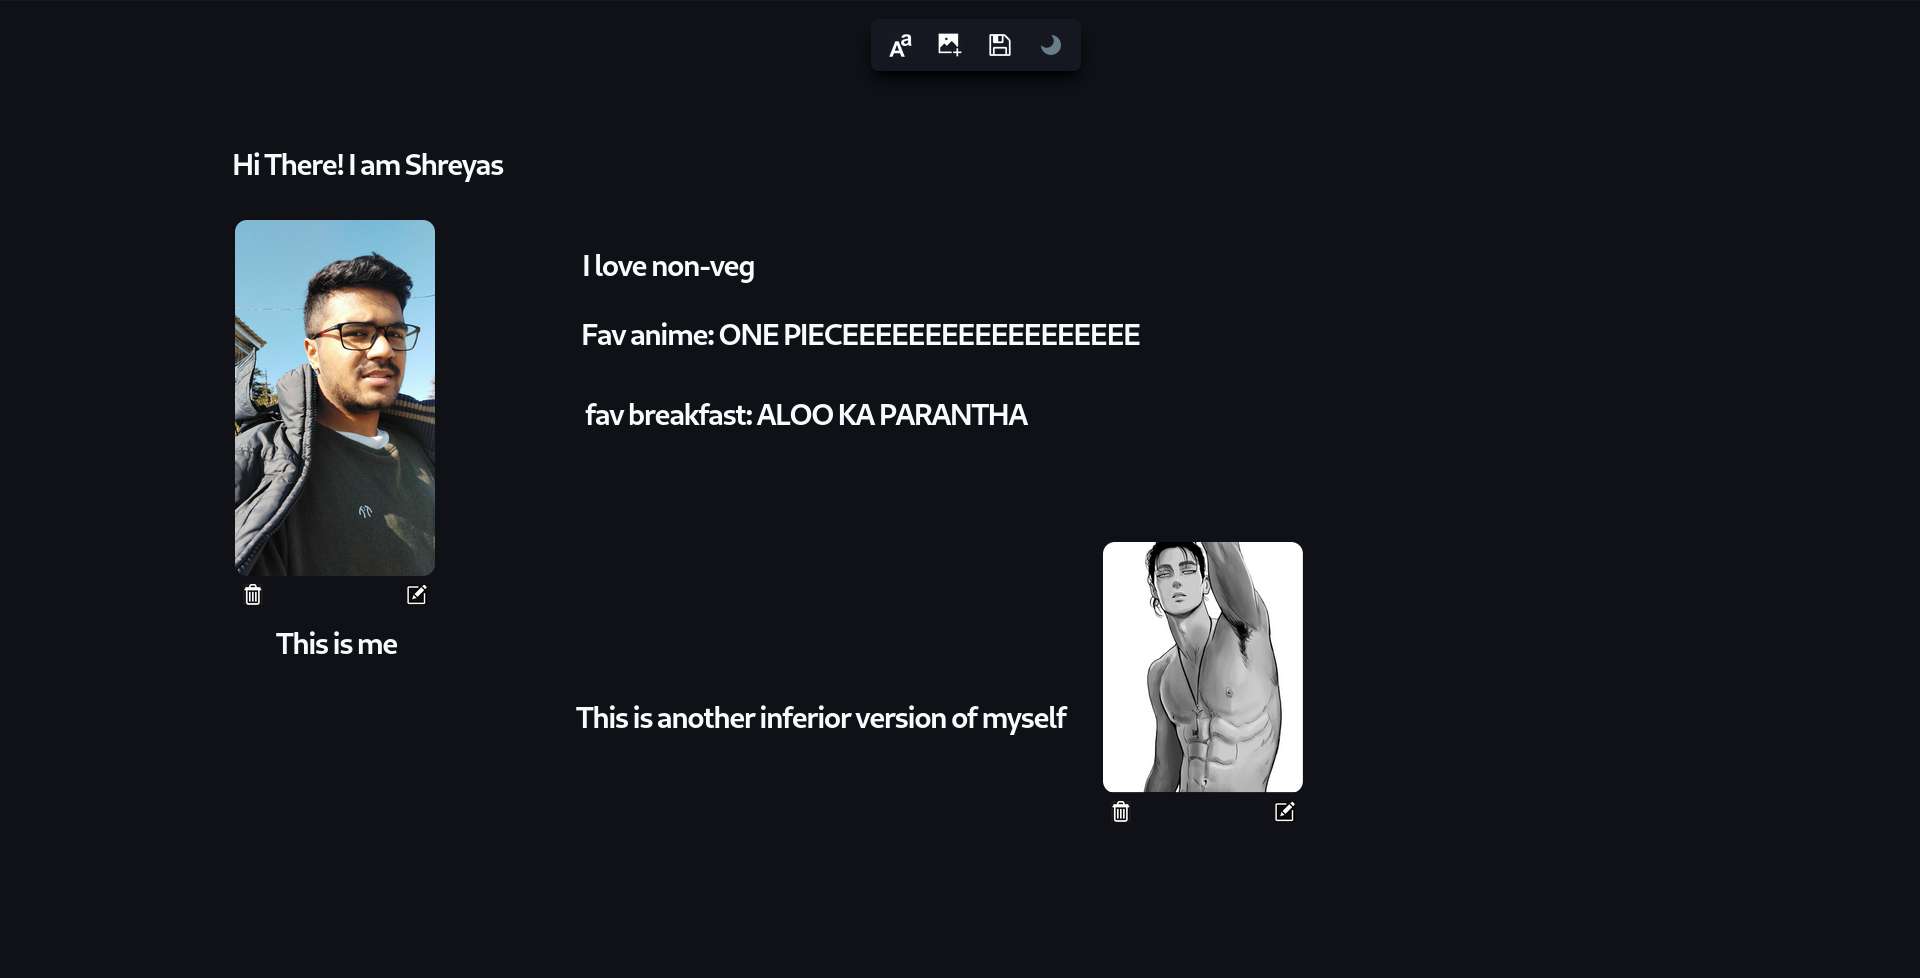 Hi There! I am Shreyas
I love non-veg
Fav anime: ONE PIECEEEEEEEEEEEEEEEEEE
fav breakfast: ALOO KA PARANTHA
This is me
This is another inferior version of myself